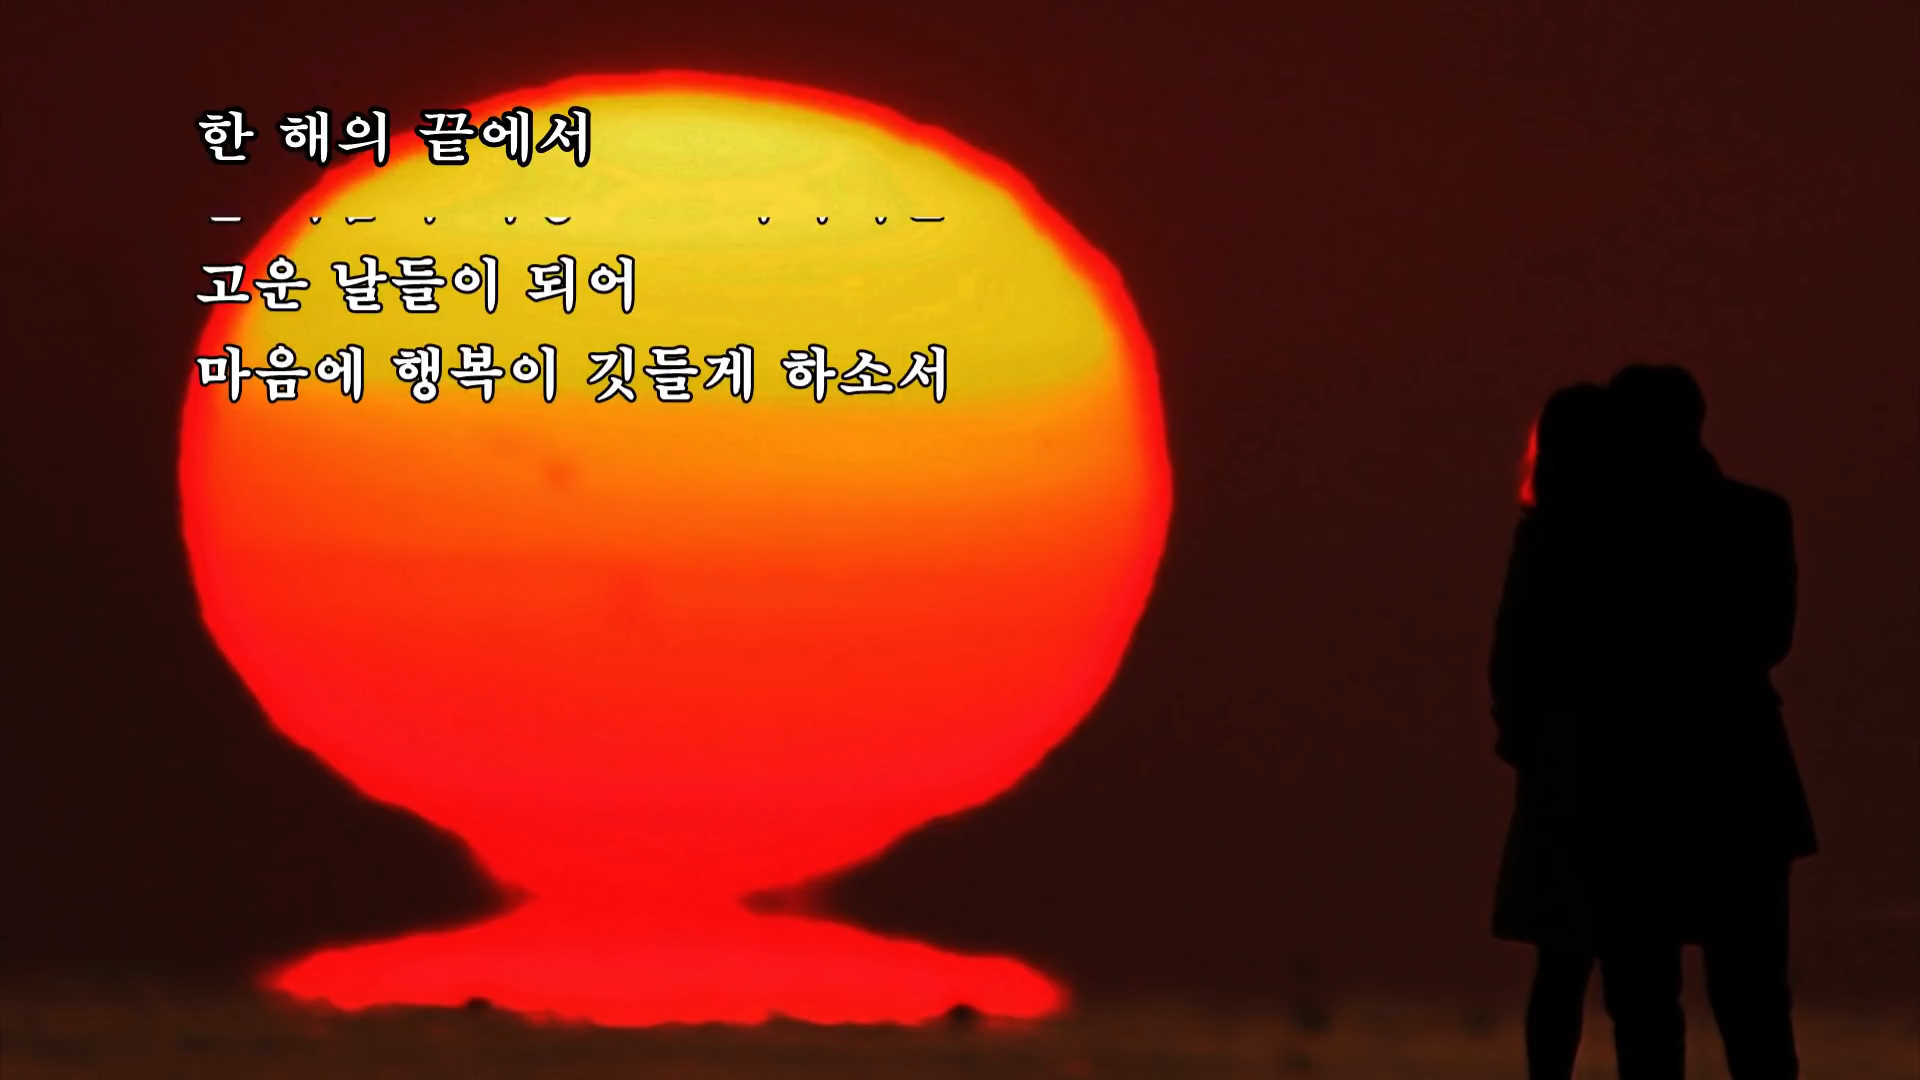 한 해의 끝에서
고운 날들이 되어
마음에 행복이 깃들게 하소서